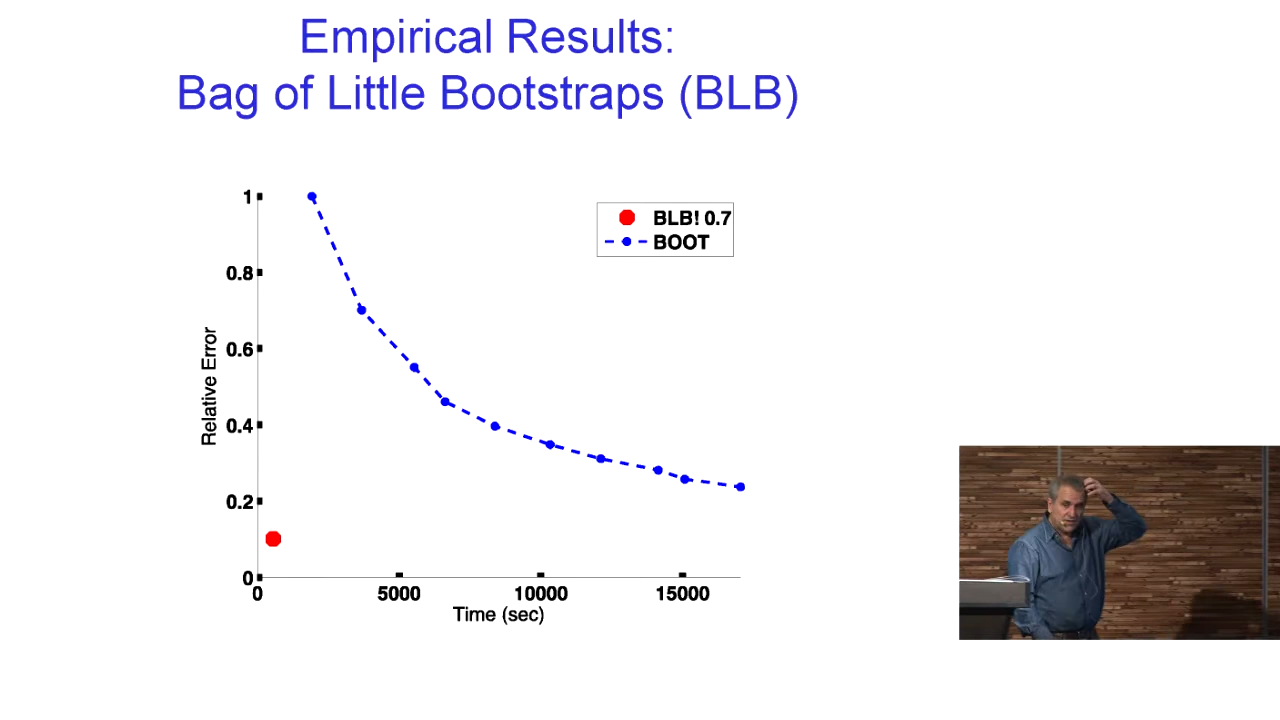 Empirical Results:
Bag of Little Bootstraps (BLB)
1
0.8
0.6
0.4
0.2
0
Relative Error
BLB! 0.7
BOOT
0
5000
10000
15000
Time (sec)